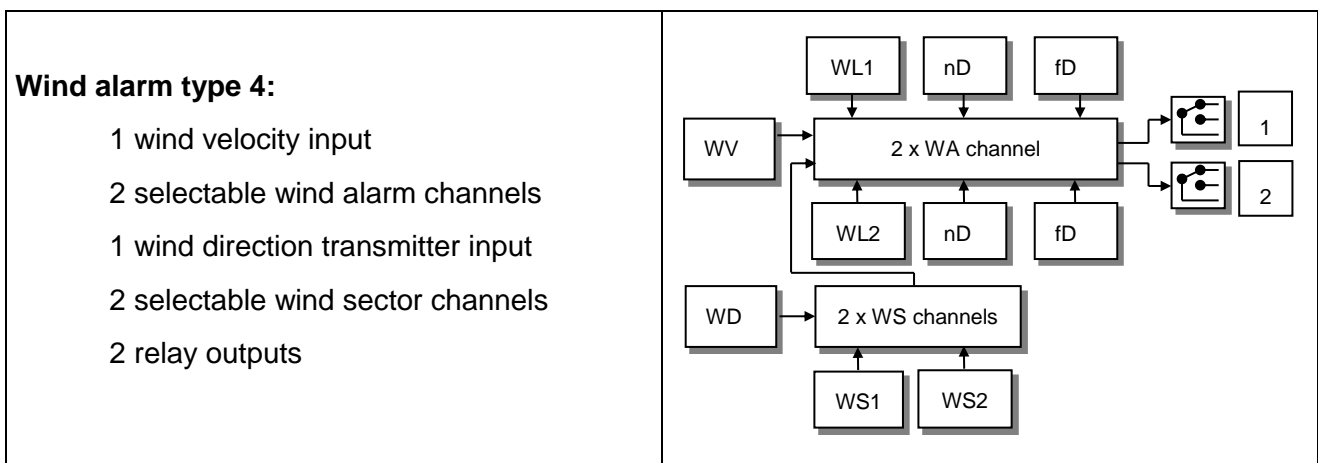 Wind alarm type 4:
1 wind velocity input
2 selectable wind alarm channels
1 wind direction transmitter input
2 selectable wind sector channels
2 relay outputs
WL1 nD fD
WV 2 x WA channel 1
2
WL2 nD fD
WD 2 x WS channels
WS1 WS2